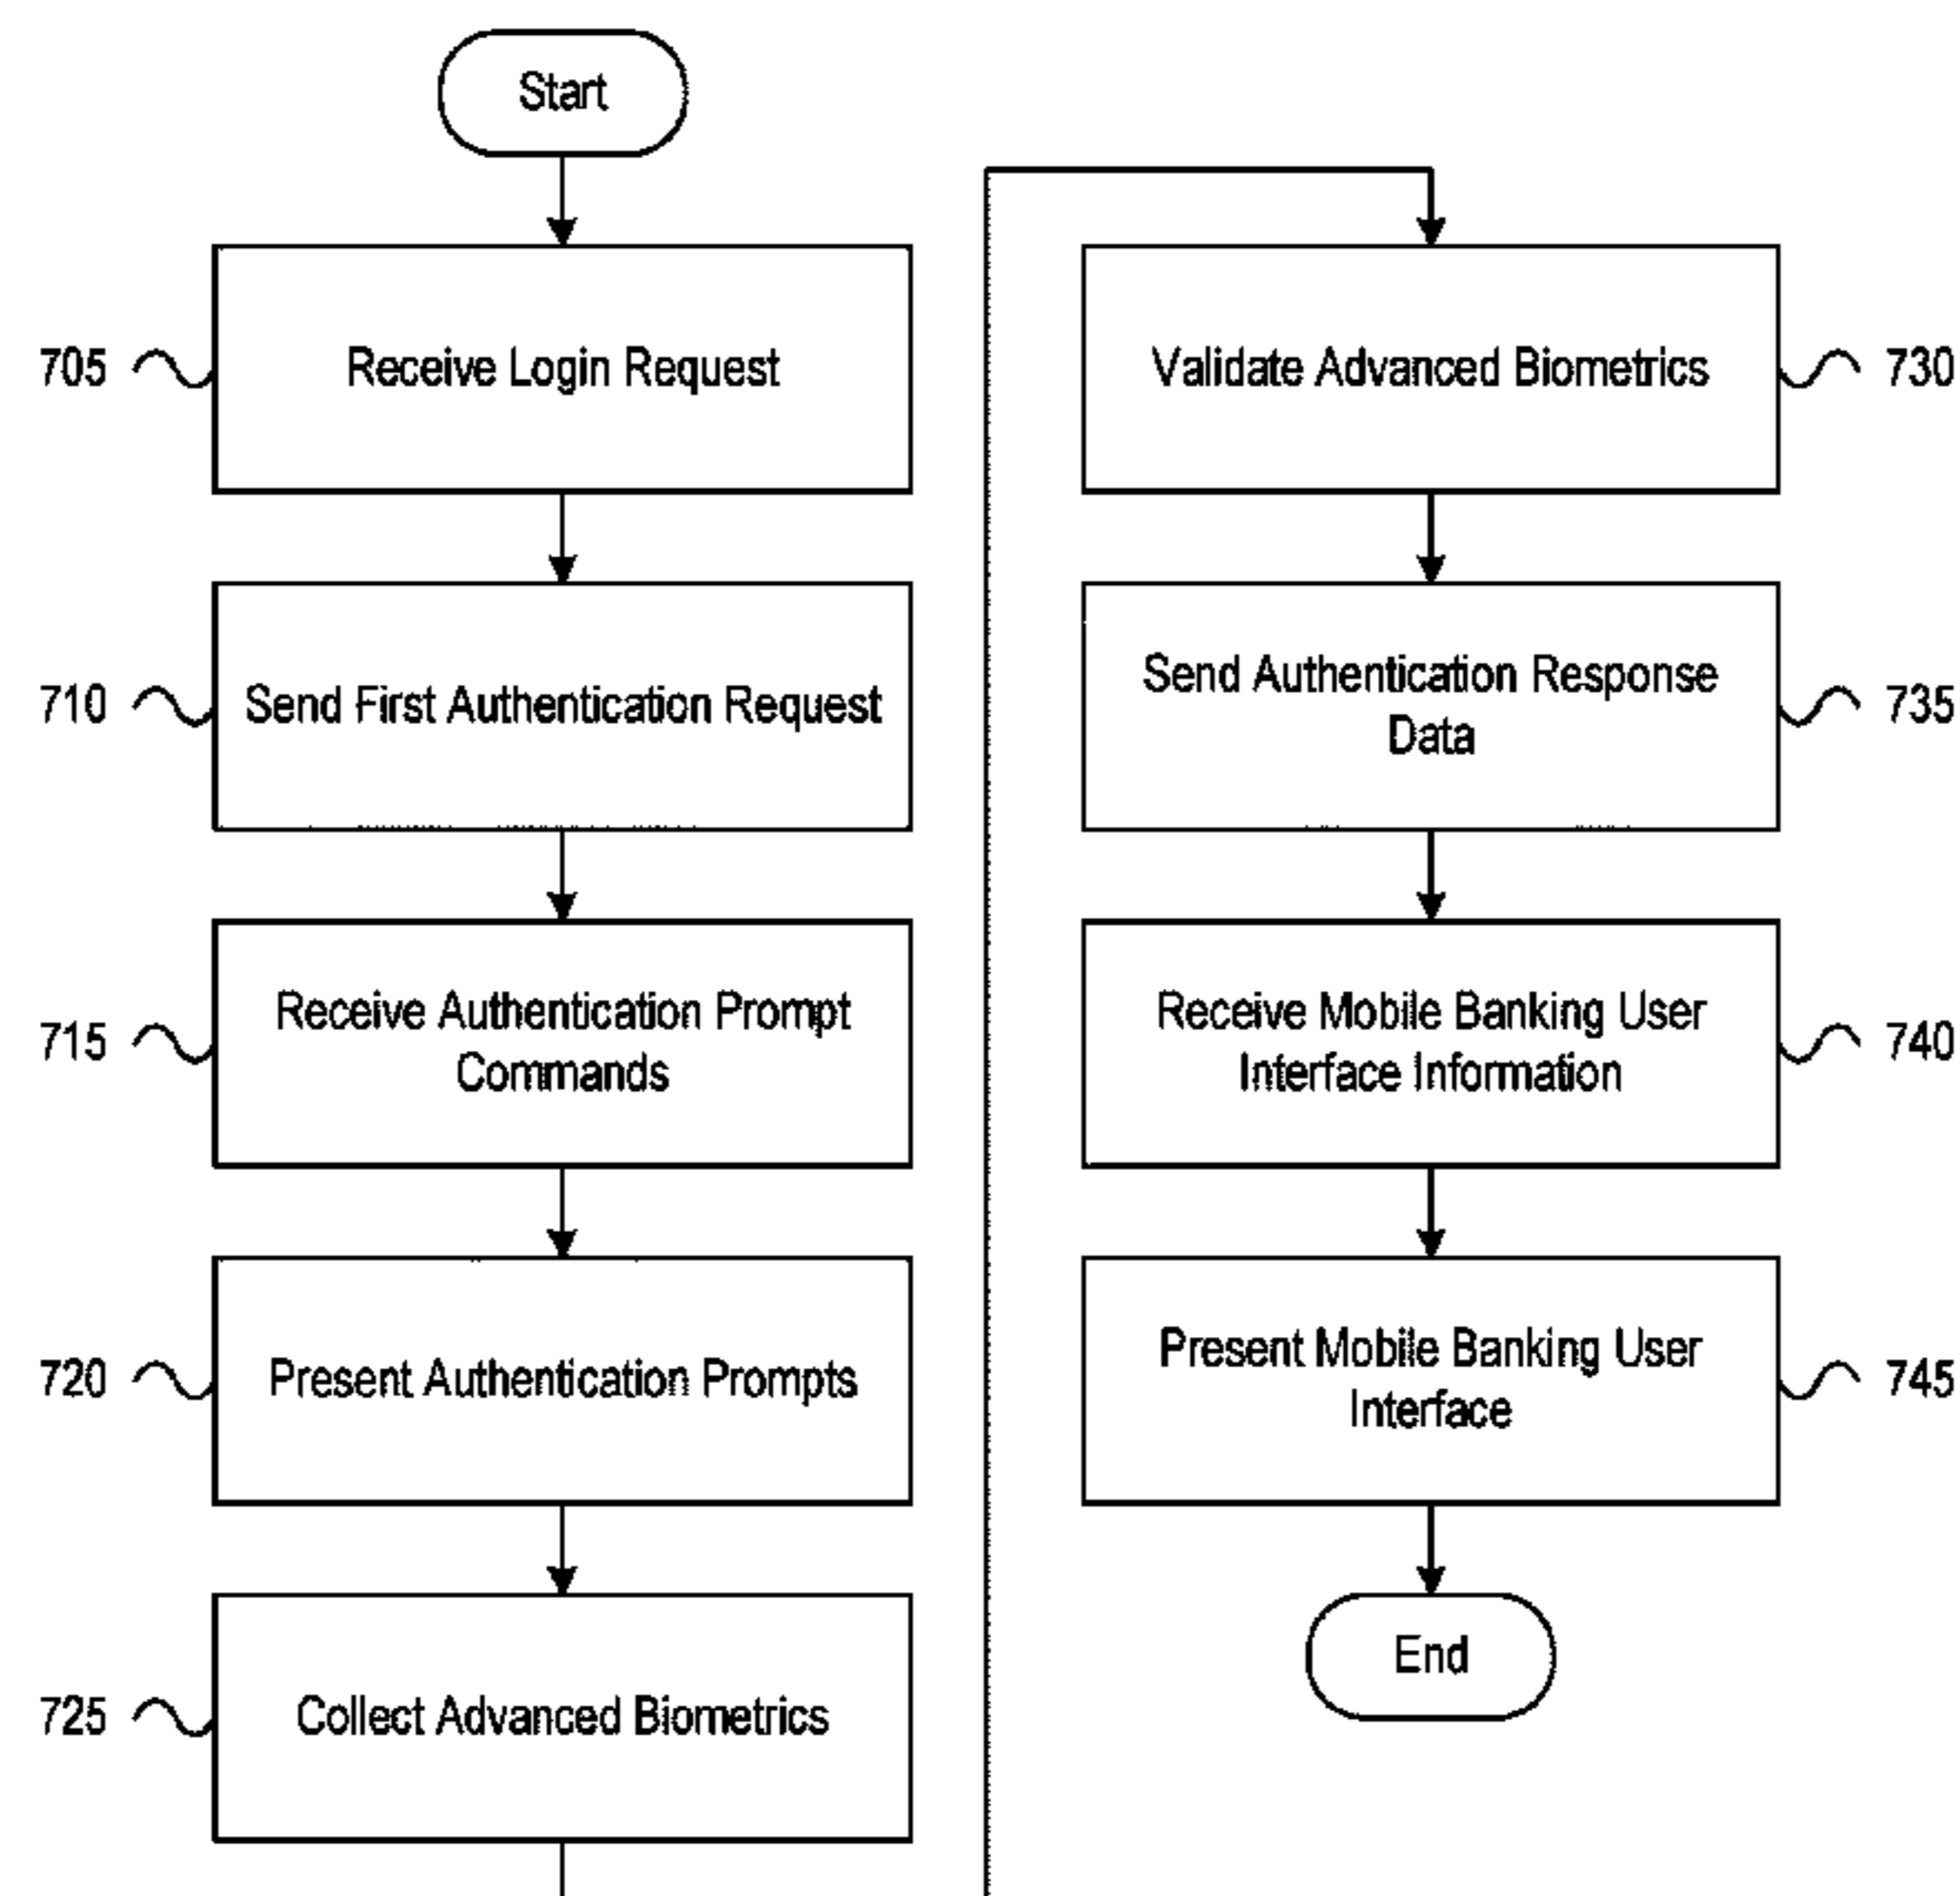 Start
705
Receive Login Request
710
Send First Authentication Request
715
Receive Authentication Prompt
Commands
720
Present Authentication Prompts
725
Collect Advanced Biometrics
Validate Advanced Biometrics
730
Send Authentication Response
Data
735
Receive Mobile Banking User
Interface Information
740
Present Mobile Banking User
Interface
745
End